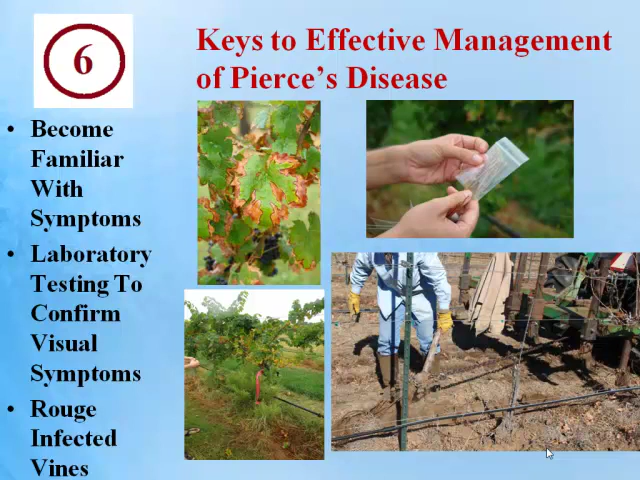 6
Keys to Effective Management
of Pierce's Disease
• Become
Familiar
With
Symptoms
• Laboratory
Testing To
Confirm
Visual
Symptoms
• Rouge
Infected
Vines